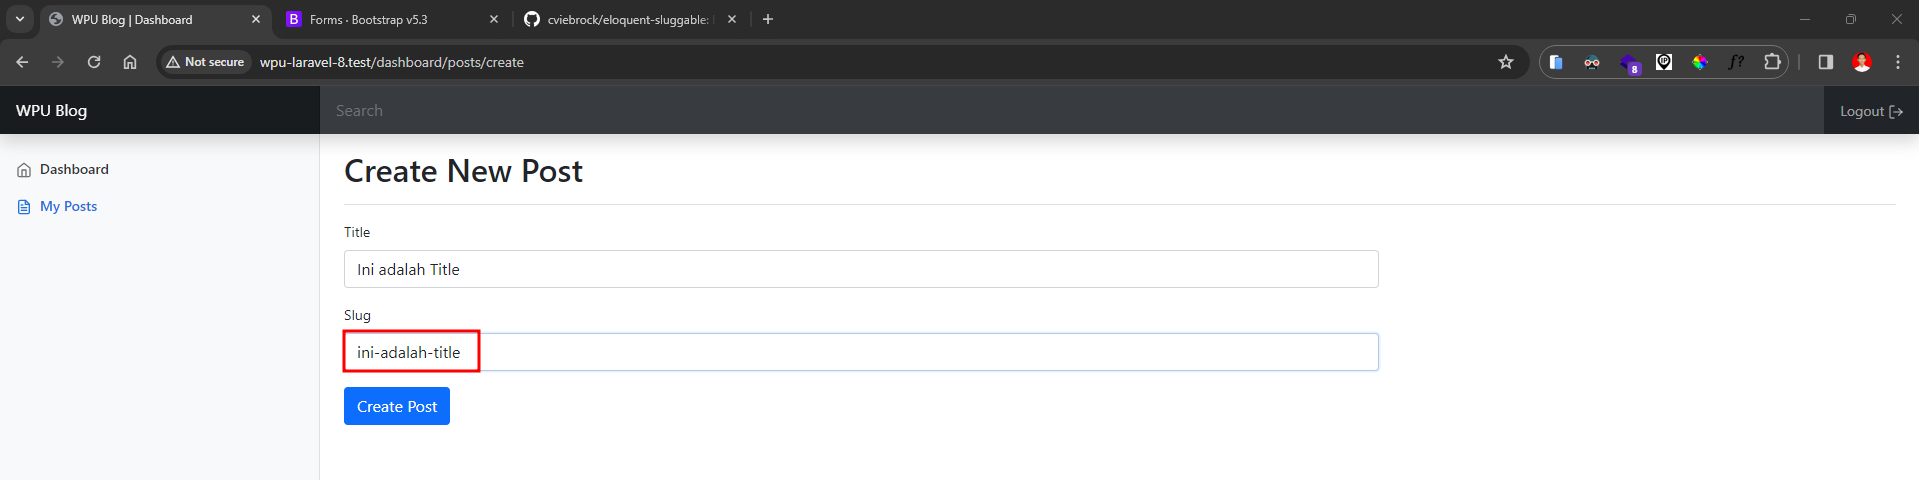 WPU Blog | Dashboard
Forms · Bootstrap v5.3
cviebrock/eloquent-sluggable:
Not secure
wpu-laravel-8.test/dashboard/posts/create
8
f?
WPU Blog
Search
Logout
Dashboard
My Posts
Create New Post
Title
Ini adalah Title
Slug
ini-adalah-title
Create Post